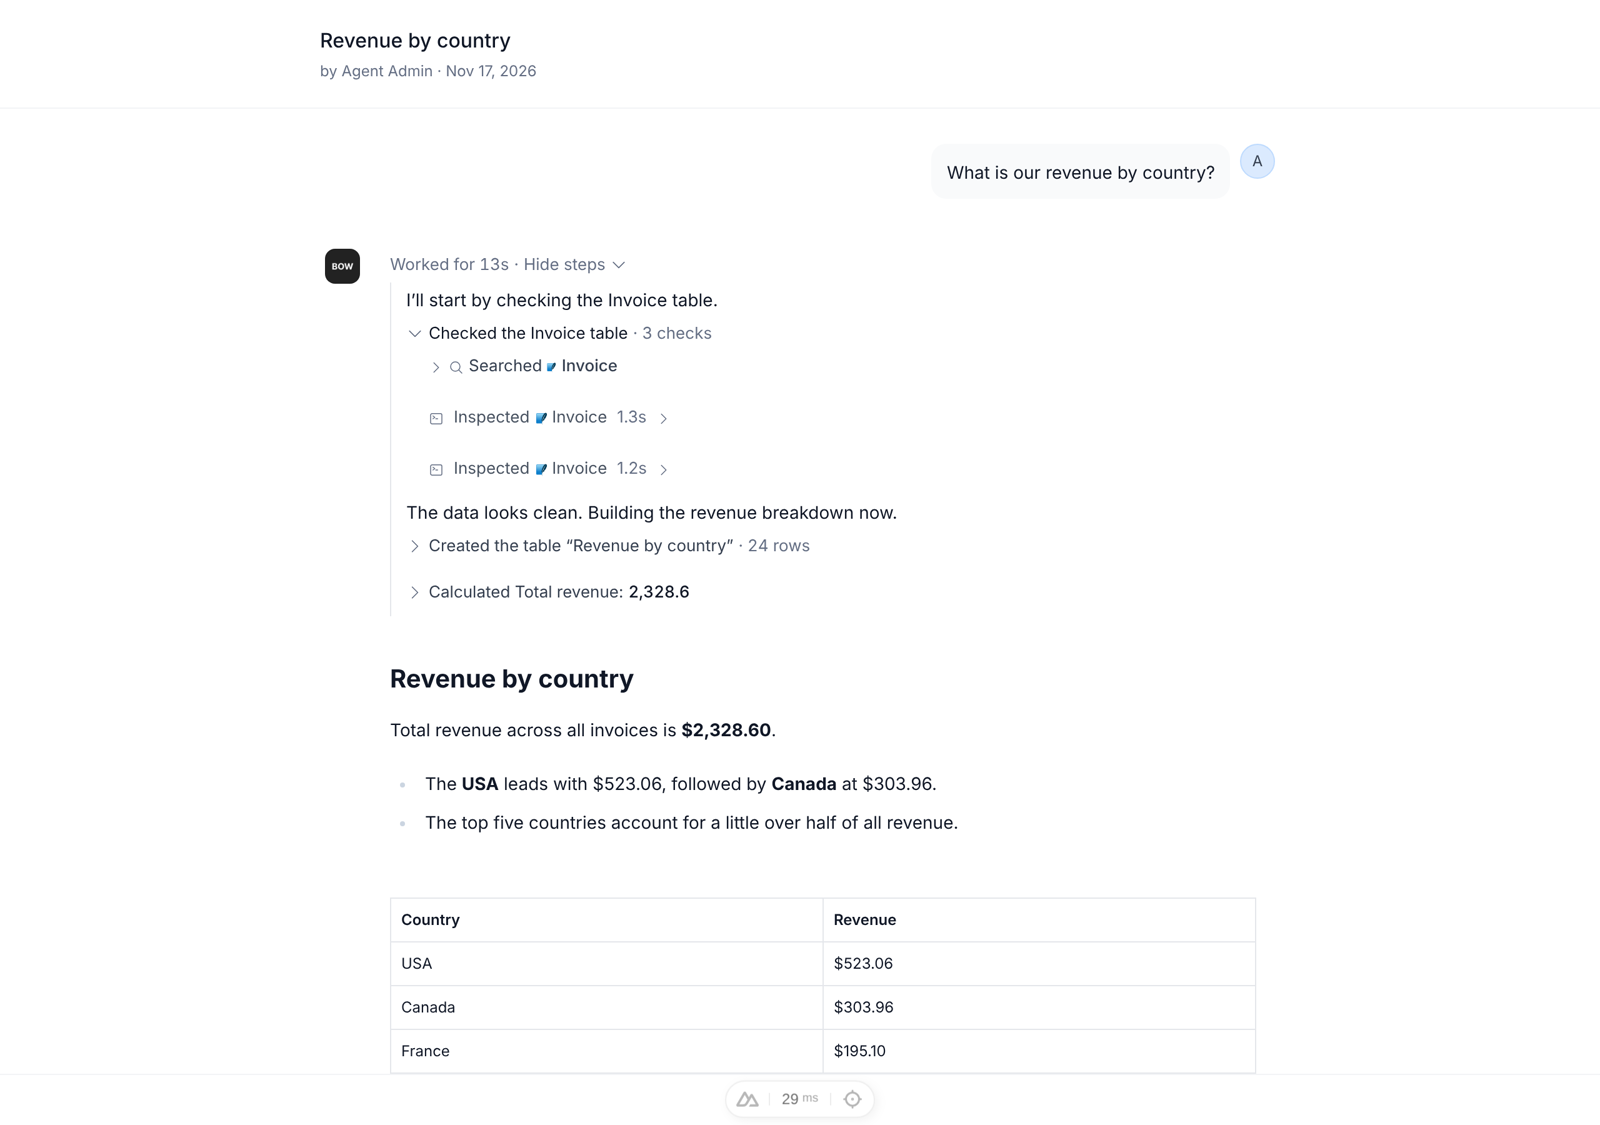 Revenue by country
by Agent Admin · Nov 17, 2026
What is our revenue by country?
A
BOW
Worked for 13s · Hide steps
I’ll start by checking the Invoice table.
Checked the Invoice table · 3 checks
Searched Invoice
Inspected Invoice 1.3s
Inspected Invoice 1.2s
The data looks clean. Building the revenue breakdown now.
Created the table “Revenue by country” · 24 rows
Calculated Total revenue: 2,328.6
Revenue by country
Total revenue across all invoices is $2,328.60.
The USA leads with $523.06, followed by Canada at $303.96.
The top five countries account for a little over half of all revenue.
Country Revenue
USA $523.06
Canada $303.96
France $195.10
29 ms